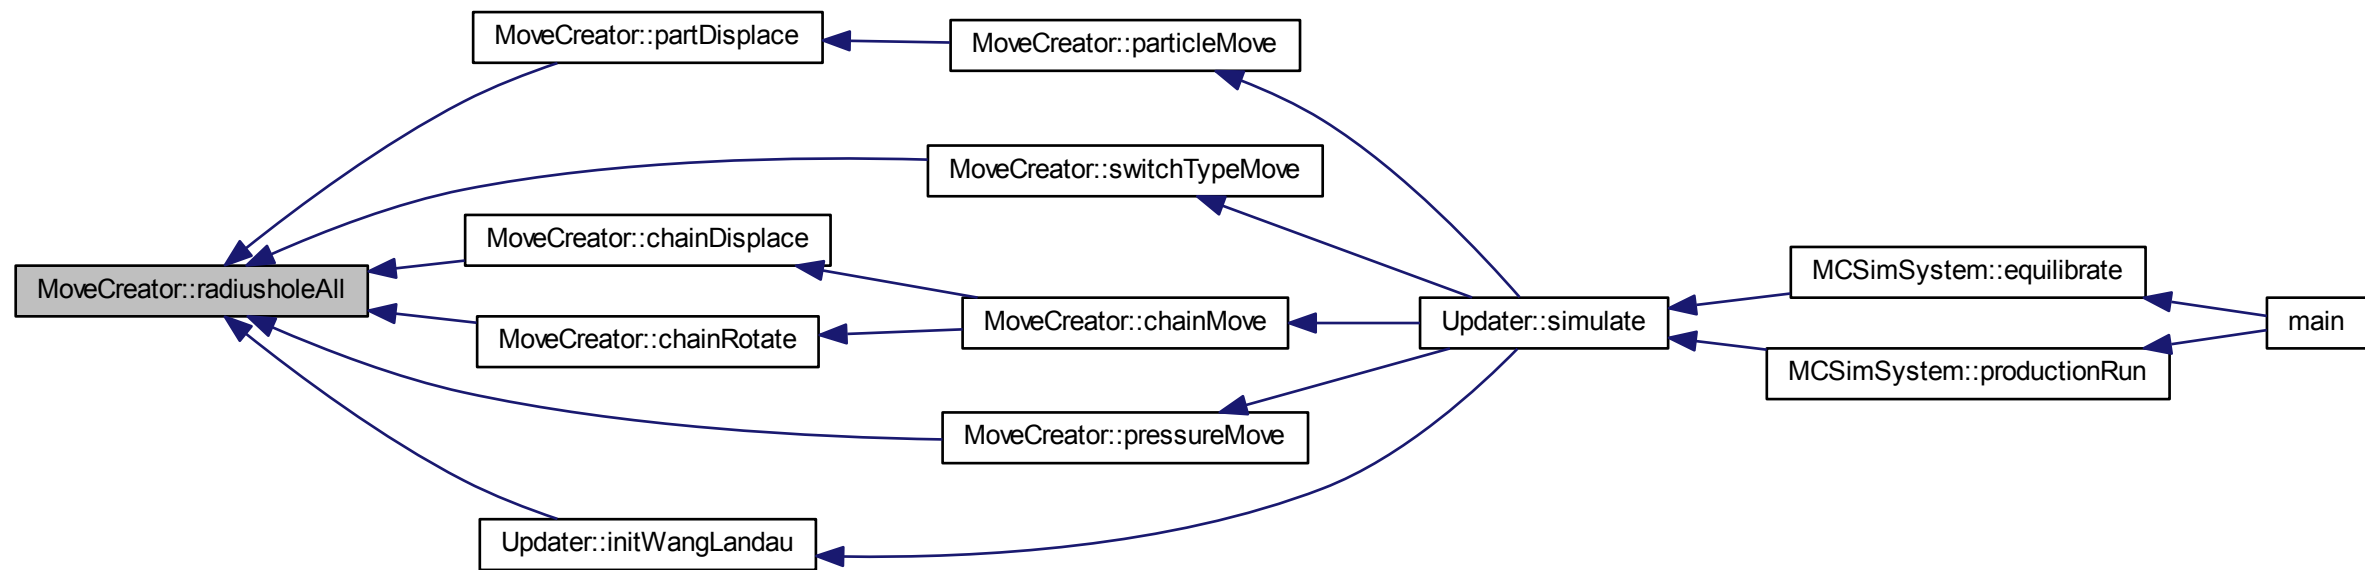 MoveCreator::partDisplace
MoveCreator::particleMove
MoveCreator::switchTypeMove
MoveCreator::chainDisplace
MoveCreator::radiusholeAll
MCSimSystem::equilibrate
MoveCreator::chainMove
Updater::simulate
main
MoveCreator::chainRotate
MCSimSystem::productionRun
MoveCreator::pressureMove
Updater::initWangLandau